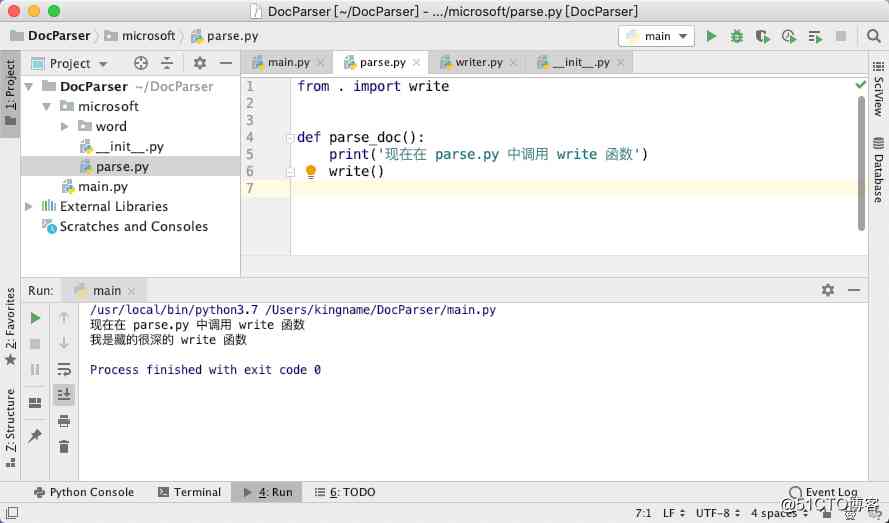 DocParser [~/DocParser] - .../microsoft/parse.py [DocParser]
DocParser microsoft parse.py main
1: Project
Project
main.py parse.py writer.py __init__.py
DocParser ~/DocParser
microsoft
word
__init__.py
parse.py
main.py
External Libraries
Scratches and Consoles
1 from . import write
2
3
4 def parse_doc():
5 print('现在在 parse.py 中调用 write 函数')
6 write()
7
SciView
Database
Run: main
/usr/local/bin/python3.7 /Users/kingname/DocParser/main.py
现在在 parse.py 中调用 write 函数
我是藏的很深的 write 函数
Process finished with exit code 0
2: Favorites
Z: Structure
Python Console Terminal 4: Run 6: TODO Event Log
7:1 LF UTF-8 4 spaces
@51CTO博客